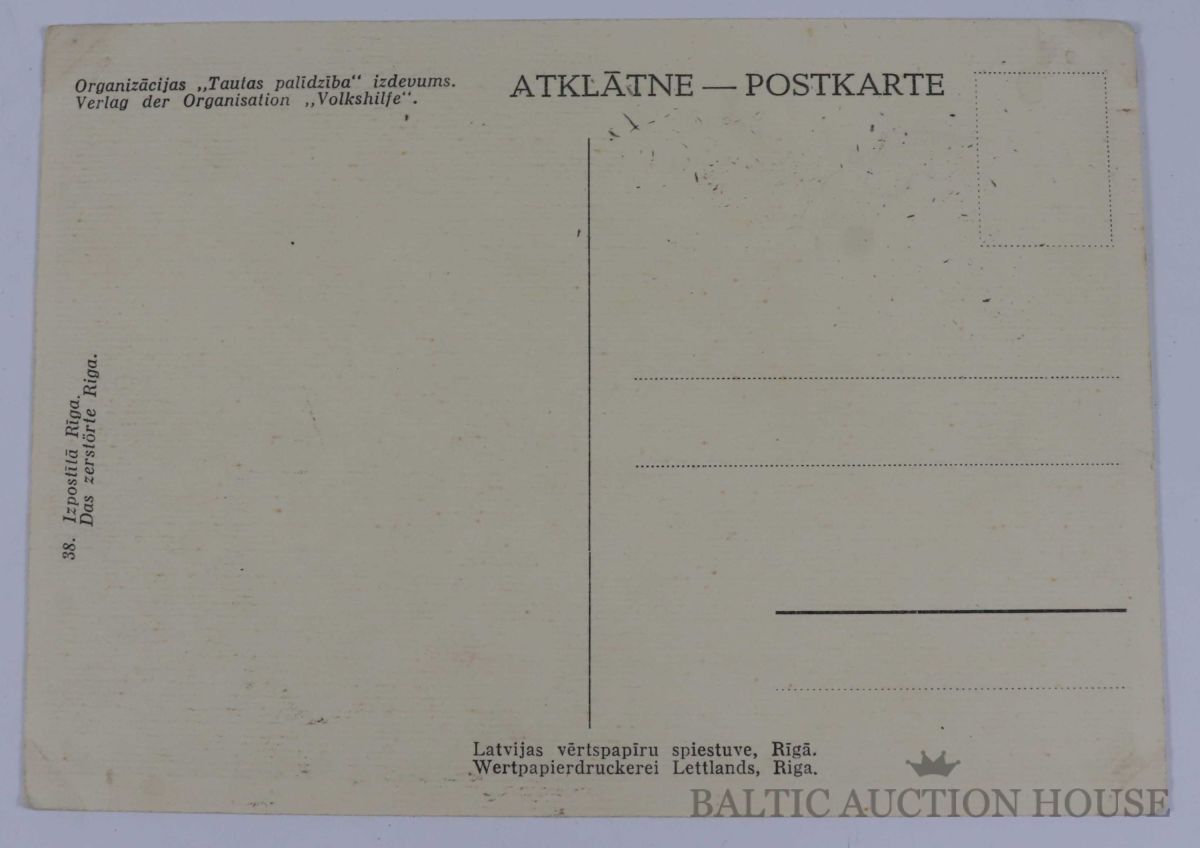 Organizācijas „Tautas palīdzība“ izdevums.
Verlag der Organisation „Volkshilfe“.
ATKLĀTNE — POSTKARTE
38. Izpostītā Rīga.
Das zerstörte Riga.
Latvijas vērtspapīru spiestuve, Rīgā.
Wertpapierdruckerei Lettlands, Riga.
BALTIC AUCTION HOUSE